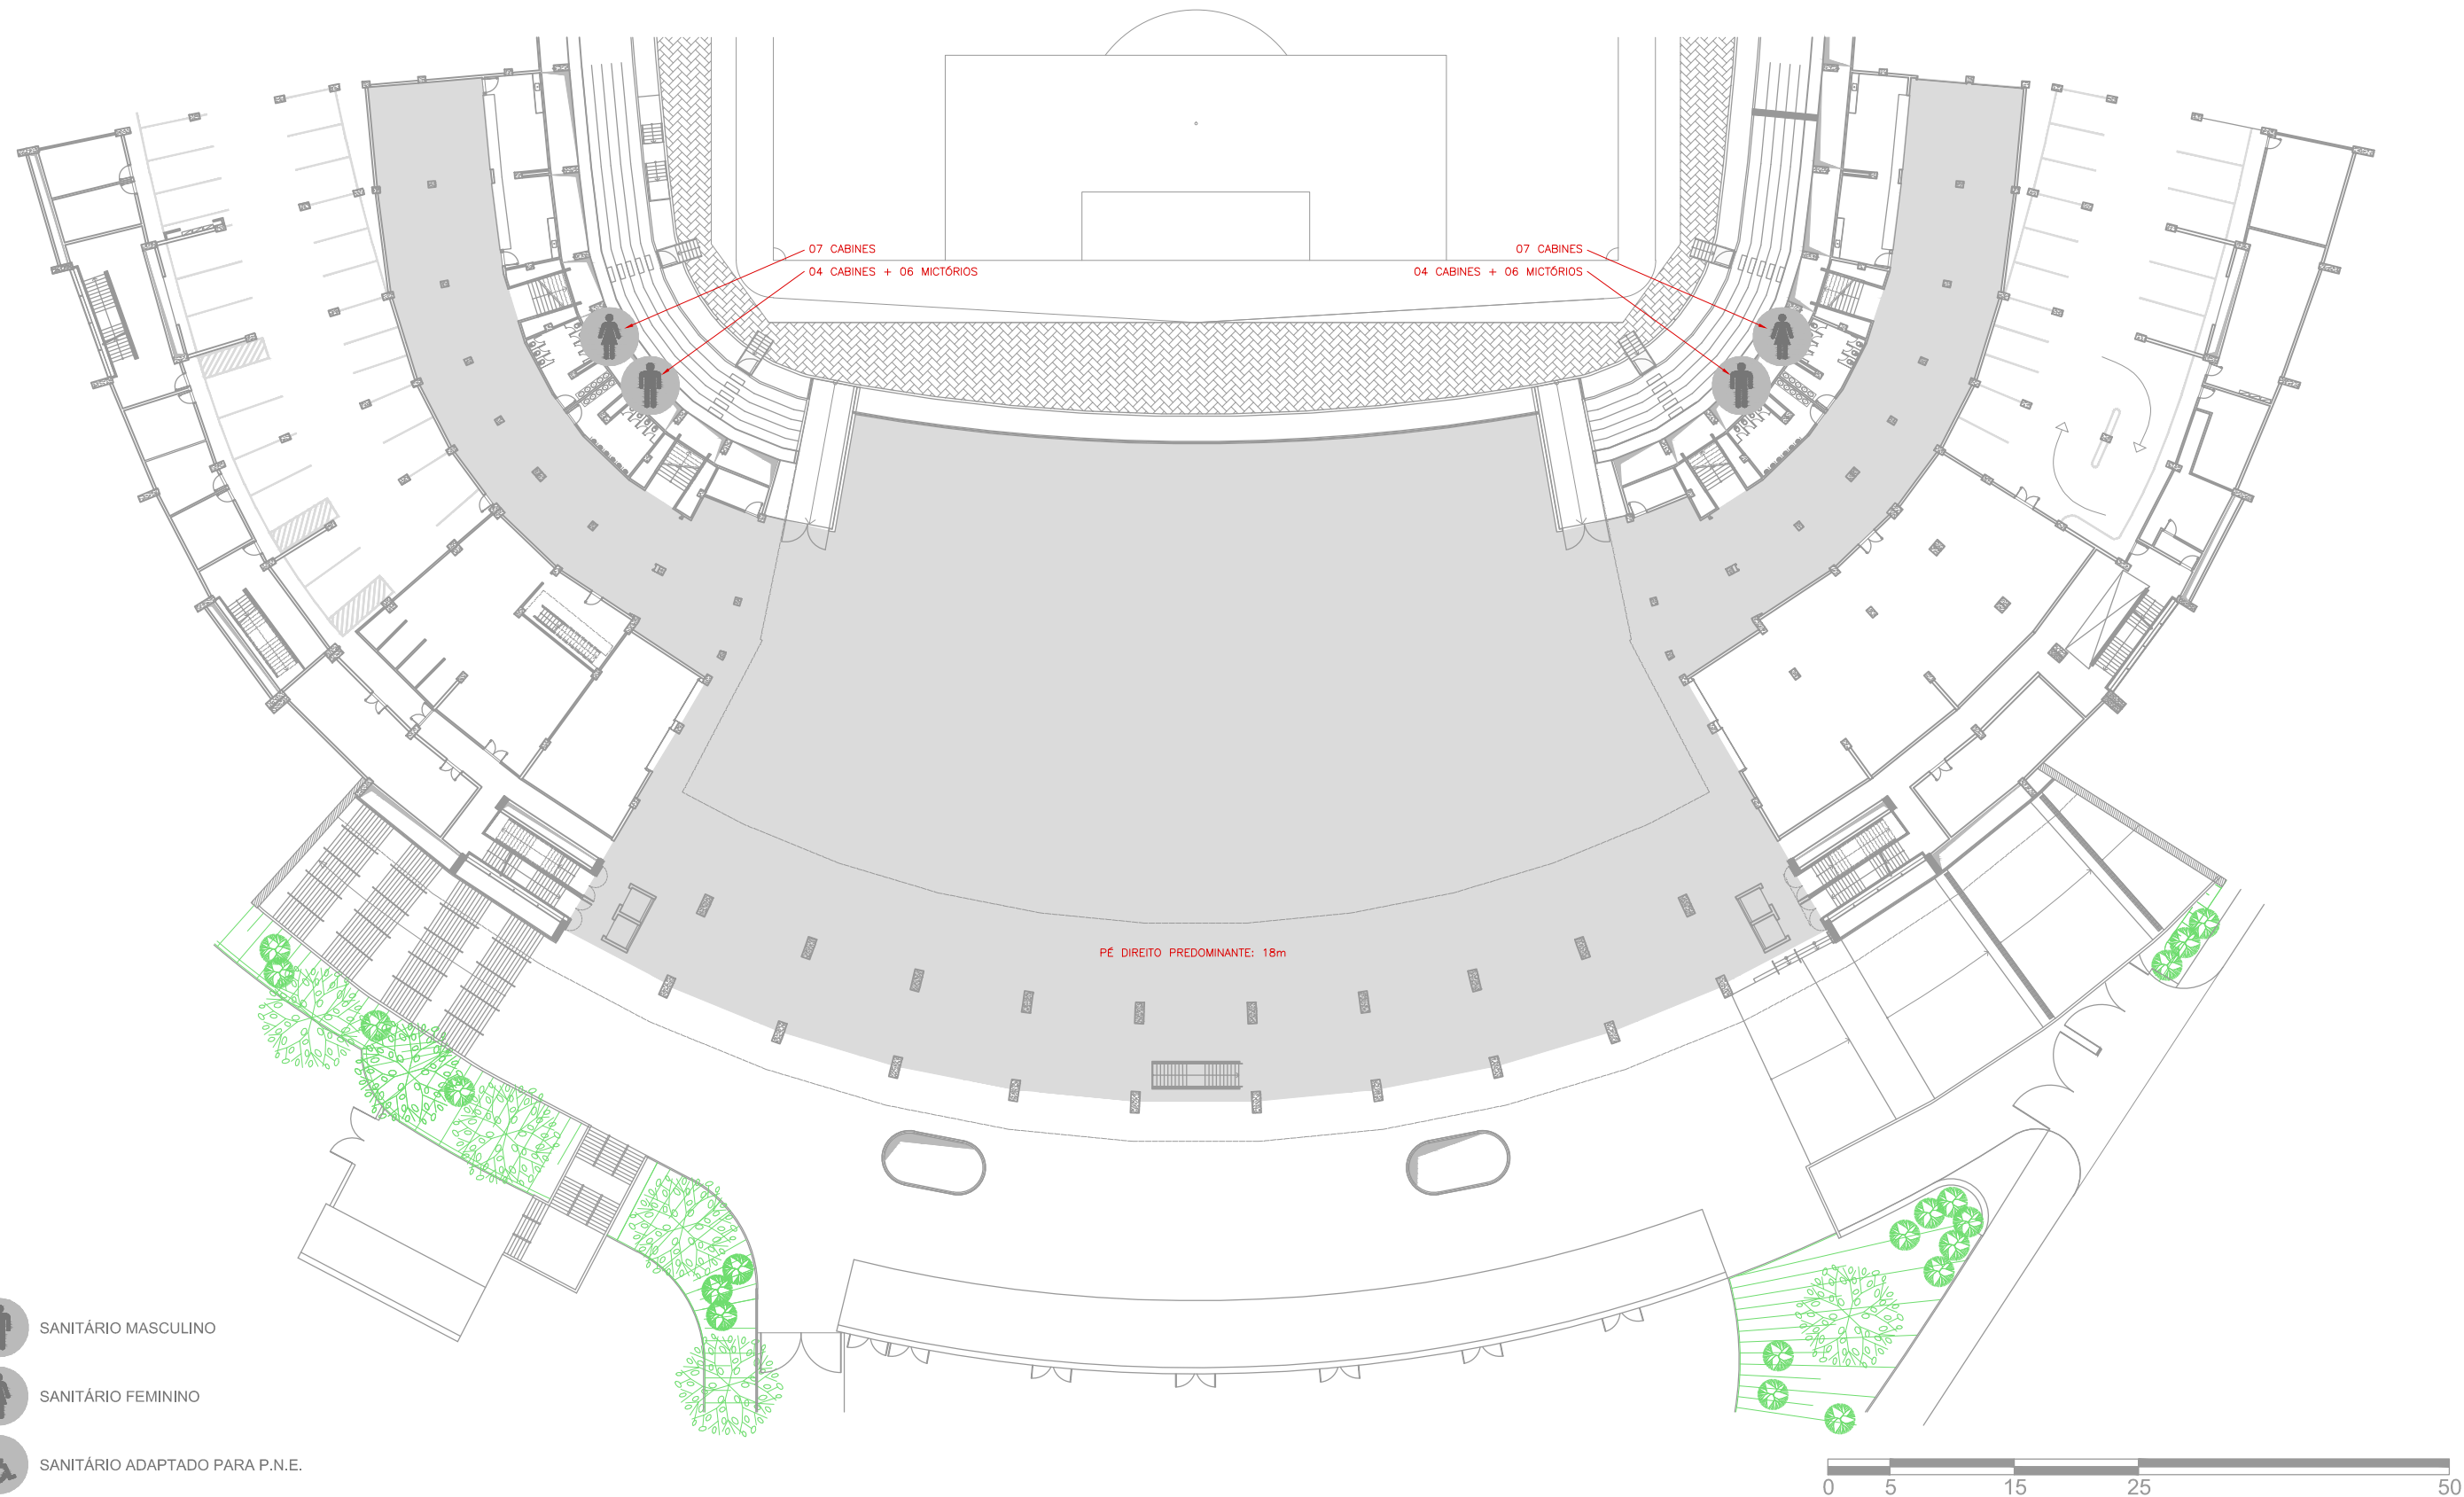 07 CABINES
07 CABINES
04 CABINES + 06 MICTÓRIOS
04 CABINES + 06 MICTÓRIOS
PÉ DIREITO PREDOMINANTE: 18m
SANITÁRIO MASCULINO
SANITÁRIO FEMININO
SANITÁRIO ADAPTADO PARA P.N.E.
0 5 15 25 50